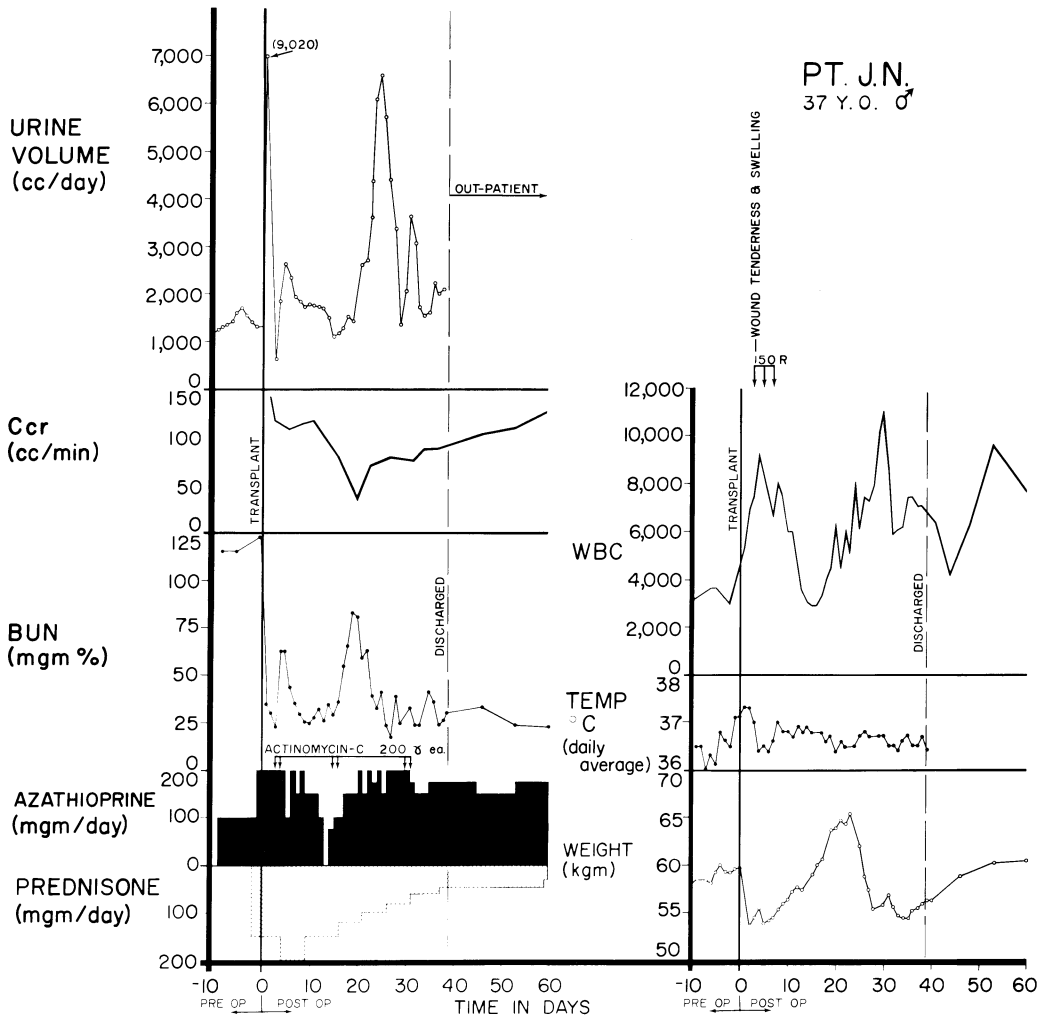 PT. J.N.
37 Y.O. ♂
URINE
VOLUME
(cc/day)
7,000
6,000
5,000
4,000
3,000
2,000
1,000
0
(9,020)
OUT-PATIENT
Ccr
(cc/min)
150
100
50
0
TRANSPLANT
BUN
(mgm %)
125
100
75
50
25
0
DISCHARGED
ACTINOMYCIN-C 200 γ ea.
AZATHIOPRINE
(mgm/day)
200
100
0
PREDNISONE
(mgm/day)
100
200
-10 0 10 20 30 40 50 60
PRE OP POST OP
TIME IN DAYS
WOUND TENDERNESS & SWELLING
150 R
WBC
12,000
10,000
8,000
6,000
4,000
2,000
0
TRANSPLANT
DISCHARGED
TEMP
°C
(daily
average)
38
37
36
WEIGHT
(kgm)
70
65
60
55
50
-10 0 10 20 30 40 50 60
PRE OP POST OP